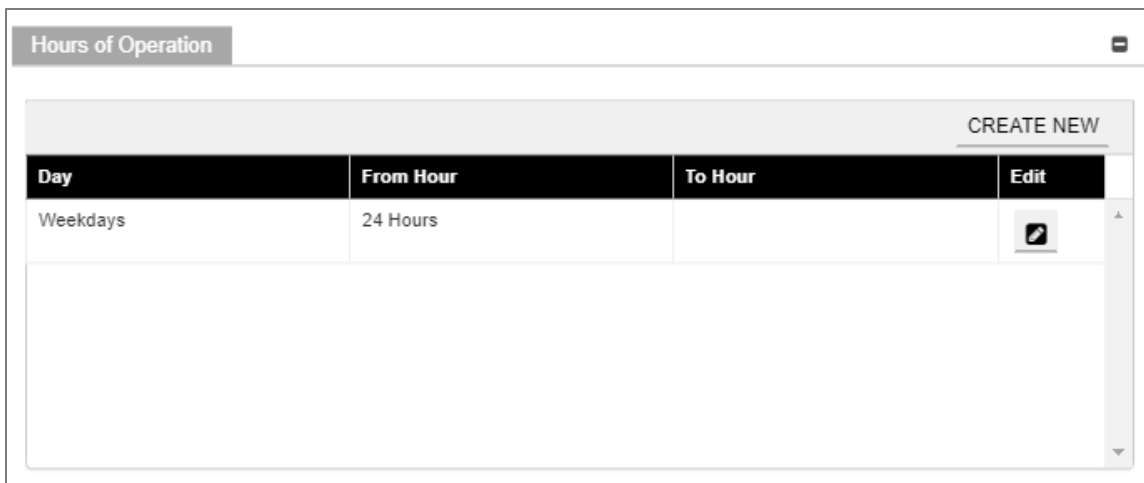 Hours of Operation
CREATE NEW
Day From Hour To Hour Edit
Weekdays 24 Hours